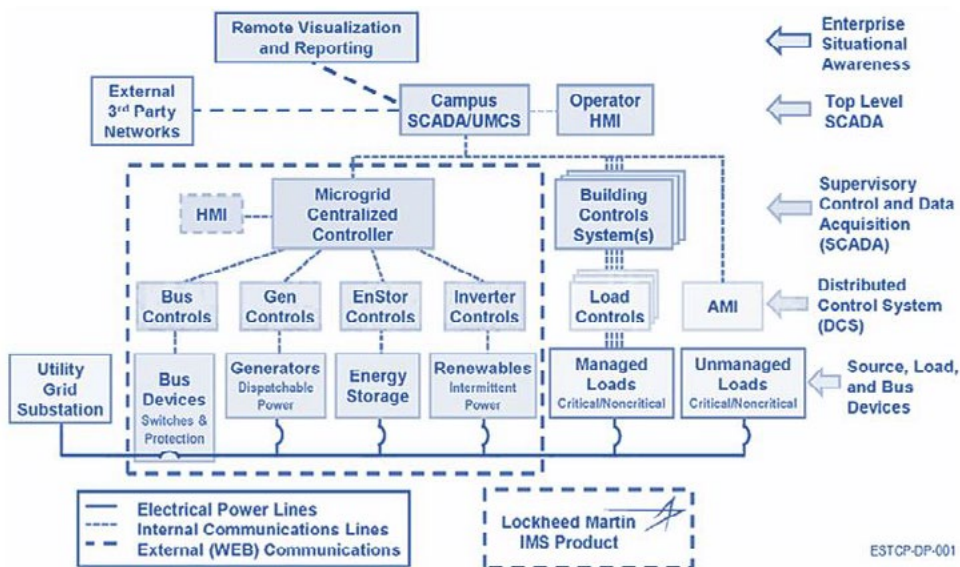 Remote Visualization
and Reporting
Enterprise
Situational
Awareness
External
3rd Party
Networks
Campus
SCADA/UMCS
Operator
HMI
Top Level
SCADA
HMI
Microgrid
Centralized
Controller
Building
Controls
System(s)
Supervisory
Control and Data
Acquisition
(SCADA)
Bus
Controls
Gen
Controls
EnStor
Controls
Inverter
Controls
Load
Controls
AMI
Distributed
Control System
(DCS)
Utility
Grid
Substation
Bus
Devices
Switches &
Protection
Generators
Dispatchable
Power
Energy
Storage
Renewables
Intermittent
Power
Managed
Loads
Critical/Noncritical
Unmanaged
Loads
Critical/Noncritical
Source, Load,
and Bus
Devices
Electrical Power Lines
Internal Communications Lines
External (WEB) Communications
Lockheed Martin
IMS Product
ESTCP-DP-001